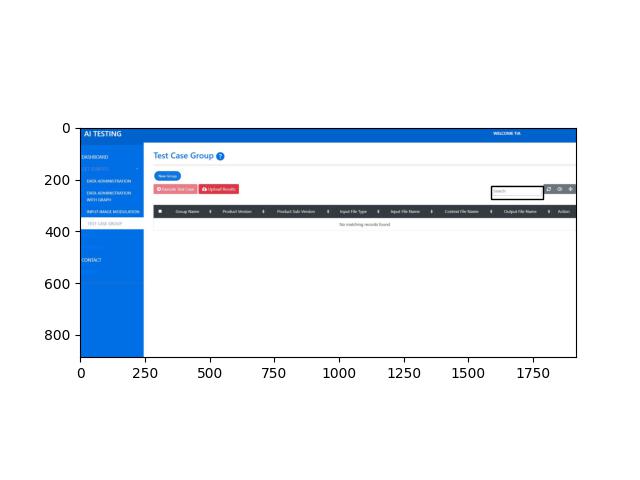 0
200
400
600
800
0 250 500 750 1000 1250 1500 1750
AI TESTING
WELCOME TIA
DASHBOARD
DATA ADMINISTRATION
DATA ADMINISTRATION
WITH GRAPH
INPUT IMAGE MODULATION
TEST CASE GROUP
CONTACT
Test Case Group ?
New Group
Execute Test Case Upload Results
Search
Group Name Product Version Product Sub Version Input File Type Input File Name Context File Name Output File Name Action
No matching records found